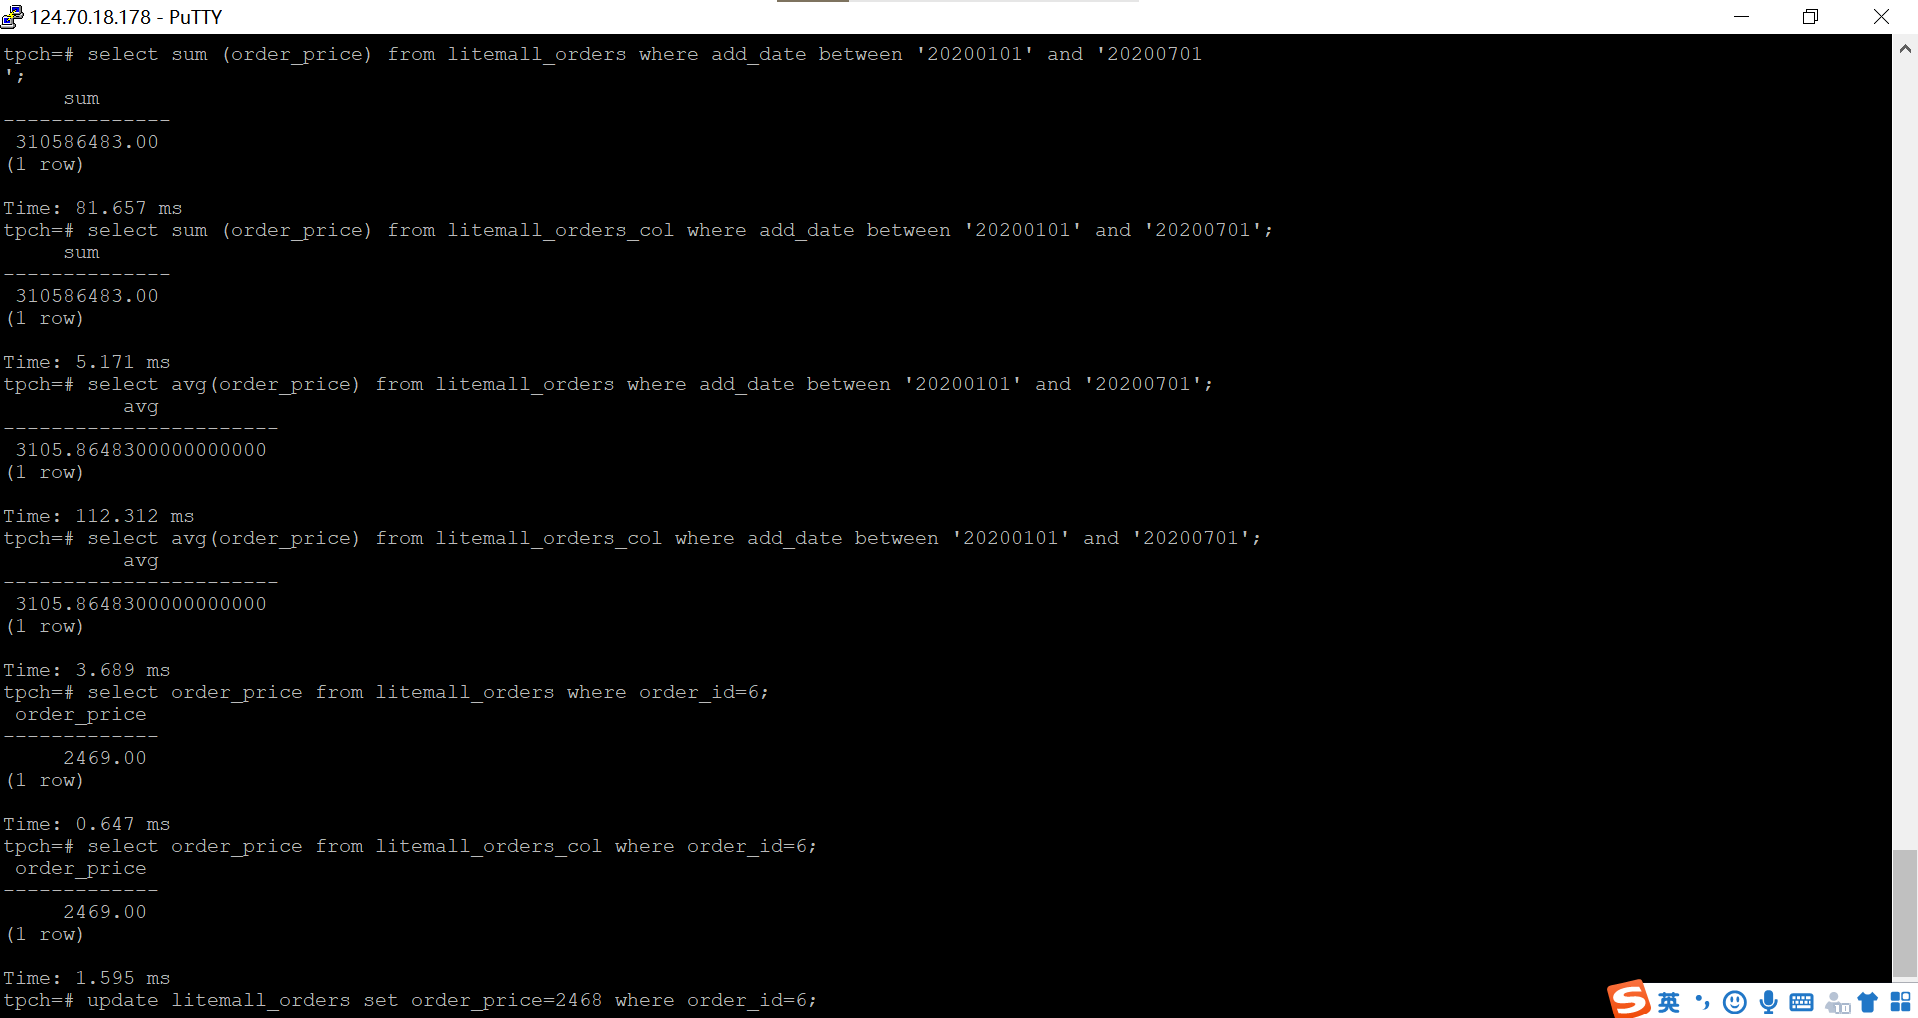 124.70.18.178 - PuTTY
tpch=# select sum (order_price) from litemall_orders where add_date between '20200101' and '20200701
';
     sum
--------------
 310586483.00
(1 row)

Time: 81.657 ms
tpch=# select sum (order_price) from litemall_orders_col where add_date between '20200101' and '20200701';
     sum
--------------
 310586483.00
(1 row)

Time: 5.171 ms
tpch=# select avg(order_price) from litemall_orders where add_date between '20200101' and '20200701';
          avg
-----------------------
 3105.8648300000000000
(1 row)

Time: 112.312 ms
tpch=# select avg(order_price) from litemall_orders_col where add_date between '20200101' and '20200701';
          avg
-----------------------
 3105.8648300000000000
(1 row)

Time: 3.689 ms
tpch=# select order_price from litemall_orders where order_id=6;
 order_price
-------------
     2469.00
(1 row)

Time: 0.647 ms
tpch=# select order_price from litemall_orders_col where order_id=6;
 order_price
-------------
     2469.00
(1 row)

Time: 1.595 ms
tpch=# update litemall_orders set order_price=2468 where order_id=6;
英